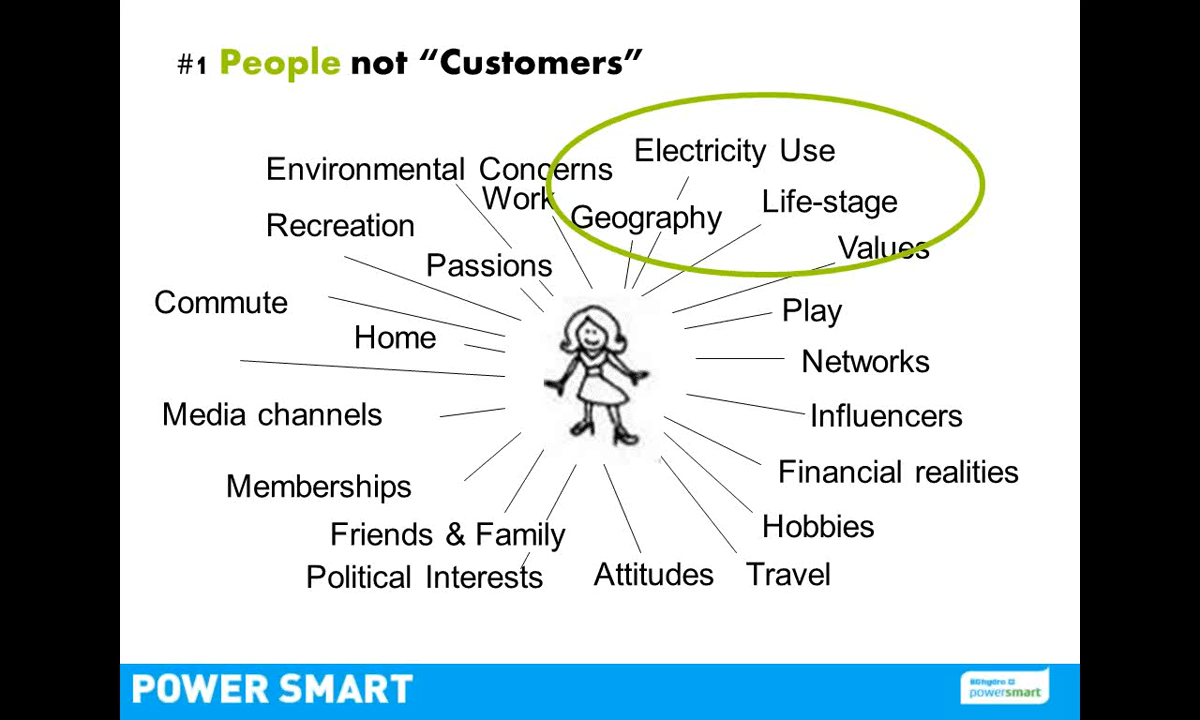 #1 People not “Customers”
Electricity Use
Environmental Concerns
Work
Life-stage
Geography
Recreation
Values
Passions
Commute
Play
Home
Networks
Media channels
Influencers
Financial realities
Memberships
Hobbies
Friends & Family
Political Interests
Attitudes
Travel
POWER SMART
BChydro
powersmart